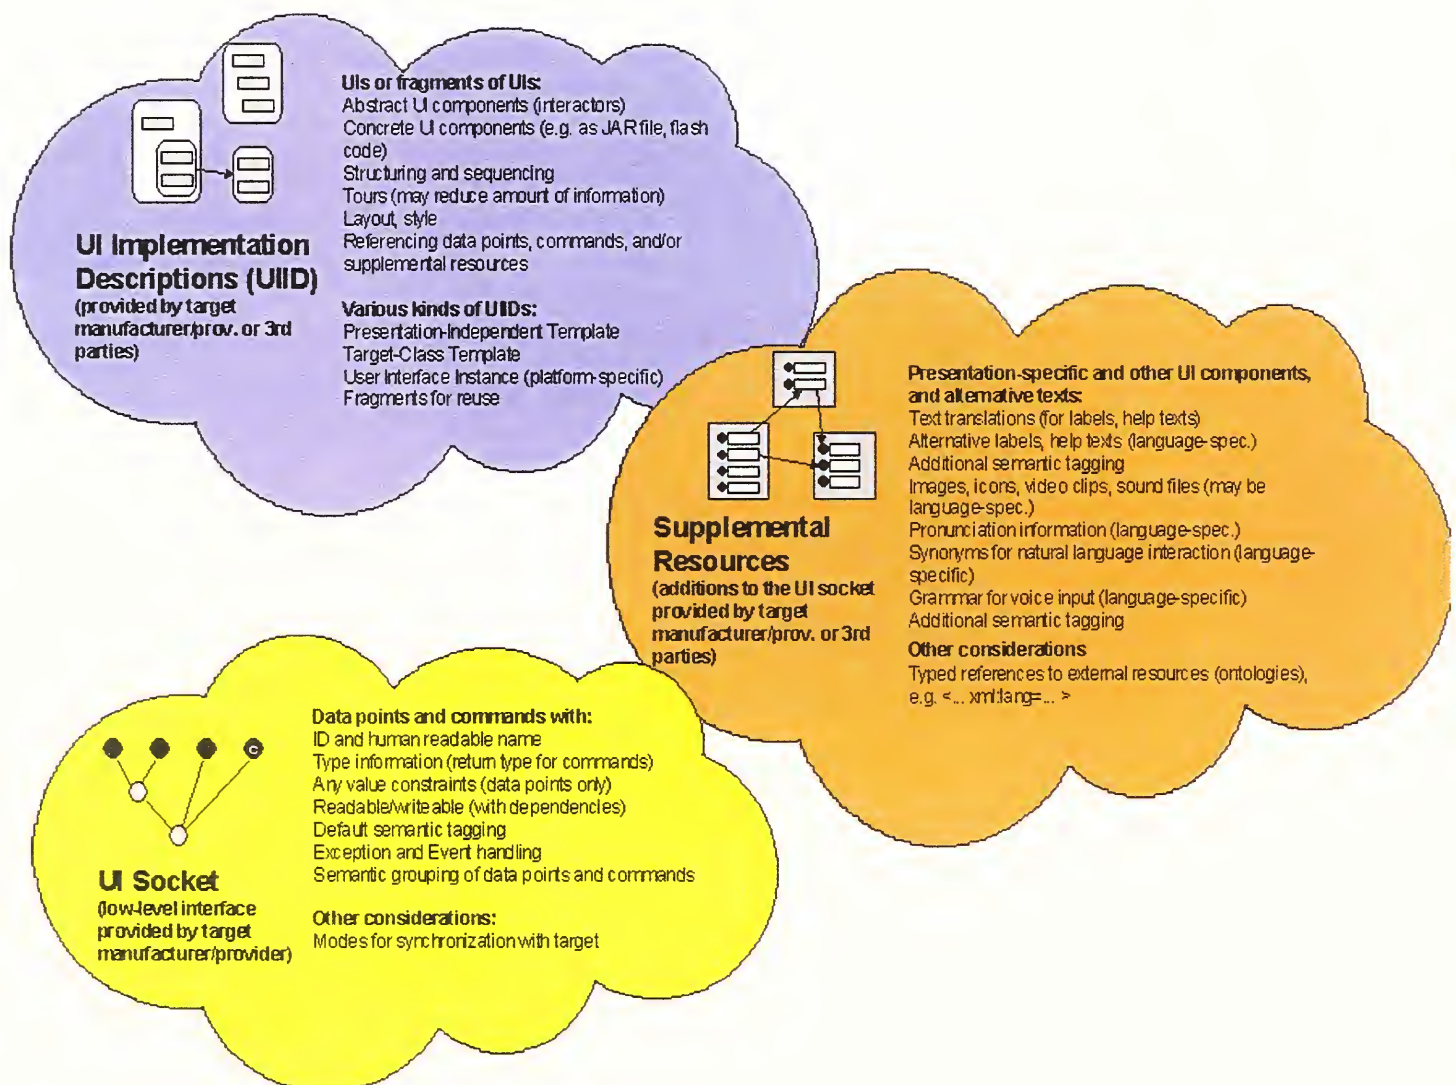 UI Implementation
Descriptions (UIID)
(provided by target
manufacturer/prov. or 3rd
parties)
UIs or fragments of UIs:
Abstract UI components (interactors)
Concrete UI components (e.g. as JAR file, flash
code)
Structuring and sequencing
Tours (may reduce amount of information)
Layout, style
Referencing data points, commands, and/or
supplemental resources
Various kinds of UIIDs:
Presentation-Independent Template
Target-Class Template
User Interface Instance (platform-specific)
Fragments for reuse
Supplemental
Resources
(additions to the UI socket
provided by target
manufacturer/prov. or 3rd
parties)
Presentation-specific and other UI components,
and alternative texts:
Text translations (for labels, help texts)
Alternative labels, help texts (language-spec.)
Additional semantic tagging
Images, icons, video clips, sound files (may be
language-spec.)
Pronunciation information (language-spec.)
Synonyms for natural language interaction (language-
specific)
Grammar for voice input (language-specific)
Additional semantic tagging
Other considerations
Typed references to external resources (ontologies),
e.g. <... xml:lang=... >
C
UI Socket
(low-level interface
provided by target
manufacturer/provider)
Data points and commands with:
ID and human readable name
Type information (return type for commands)
Any value constraints (data points only)
Readable/writeable (with dependencies)
Default semantic tagging
Exception and Event handling
Semantic grouping of data points and commands
Other considerations:
Modes for synchronization with target